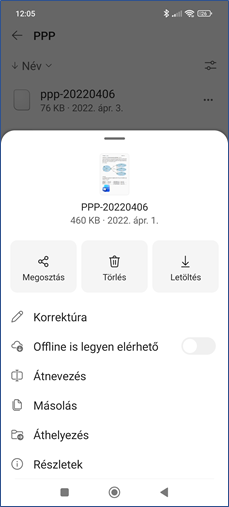 12:05
PPP
Név
ppp-20220406
76 KB · 2022. ápr. 3.
PPP-20220406
460 KB · 2022. ápr. 1.
Megosztás
Törlés
Letöltés
Korrektúra
Offline is legyen elérhető
Átnevezés
Másolás
Áthelyezés
Részletek